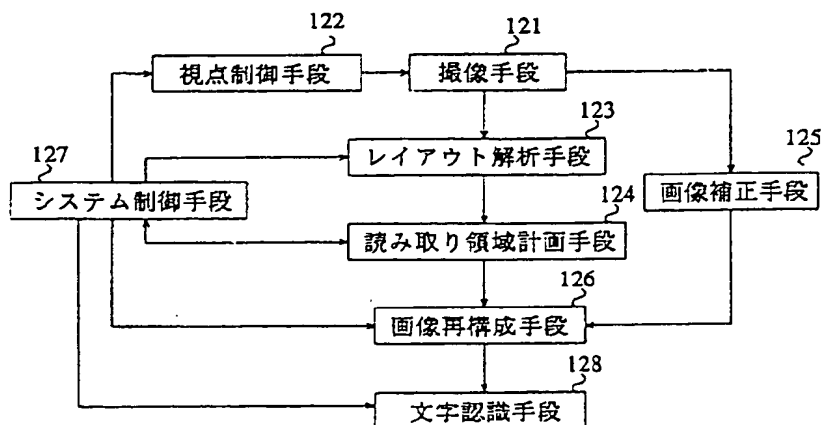 122
121
視点制御手段
撮像手段
123
125
127
レイアウト解析手段
システム制御手段
124
画像補正手段
読み取り領域計画手段
126
画像再構成手段
128
文字認識手段